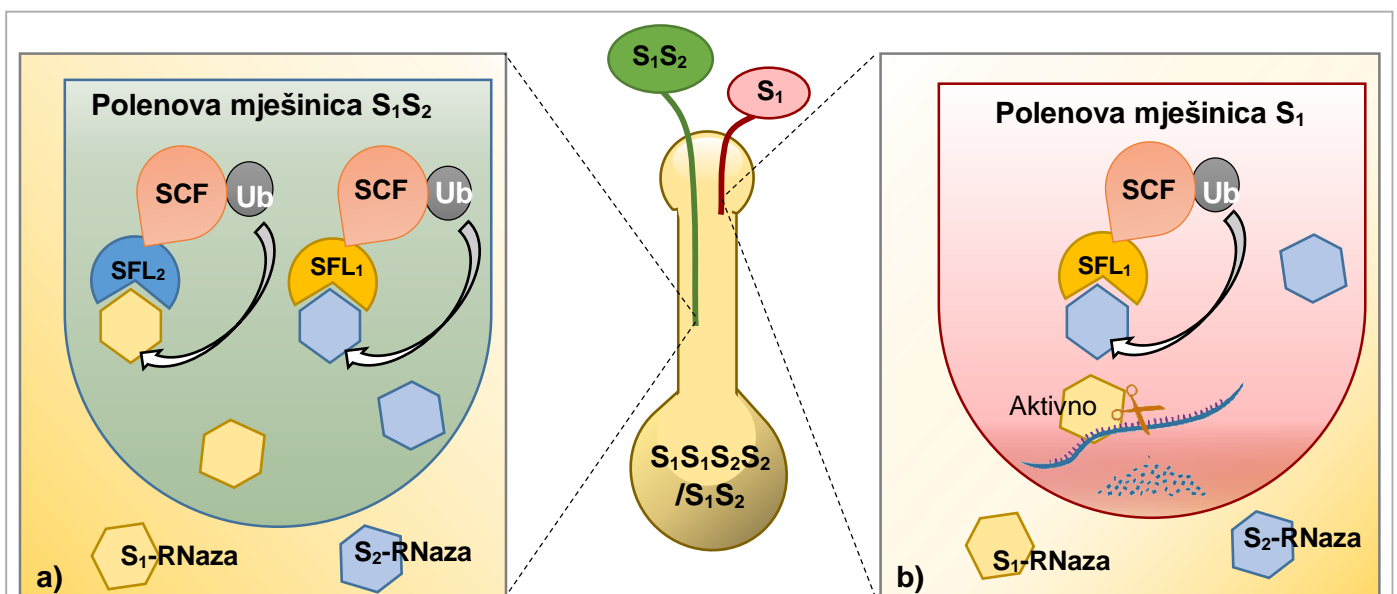 Polenova mješinica S₁S₂
SCF
Ub
SCF
Ub
SFL₂
SFL₁
S₁-RNaza
S₂-RNaza
a)
S₁S₂
S₁
S₁S₁S₂S₂
/S₁S₂
Polenova mješinica S₁
SCF
Ub
SFL₁
Aktivno
S₁-RNaza
S₂-RNaza
b)